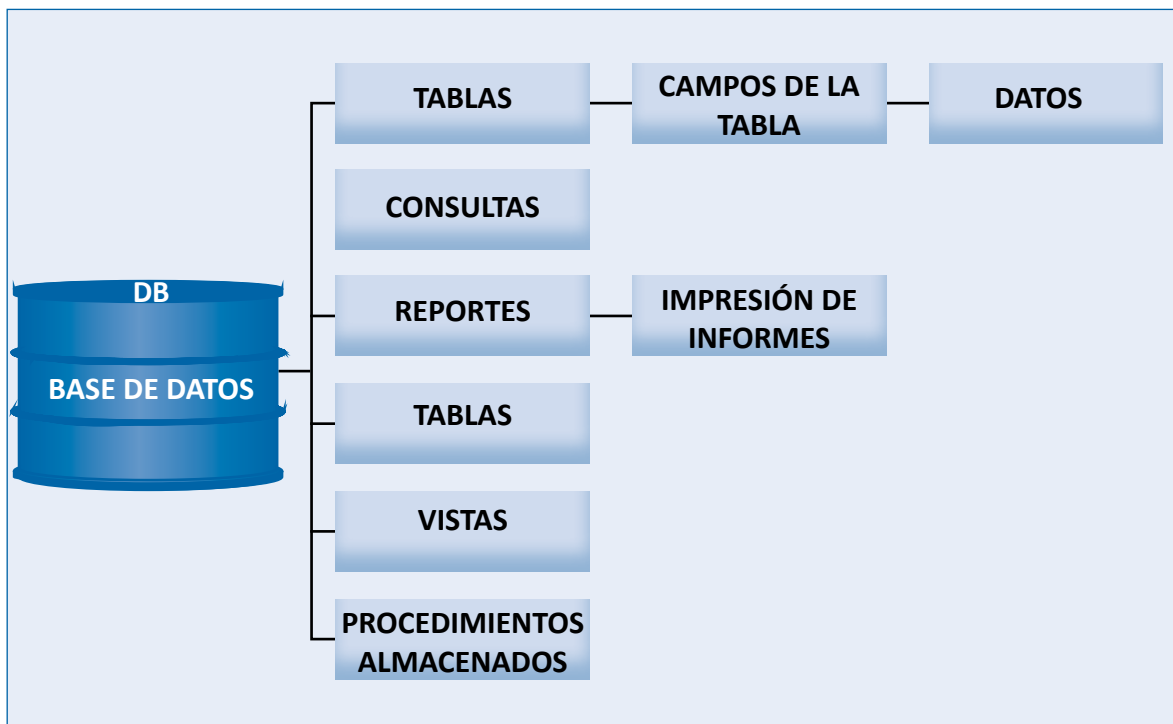 TABLAS
CAMPOS DE LA
TABLA
DATOS
CONSULTAS
DB
BASE DE DATOS
REPORTES
IMPRESIÓN DE
INFORMES
TABLAS
VISTAS
PROCEDIMIENTOS
ALMACENADOS